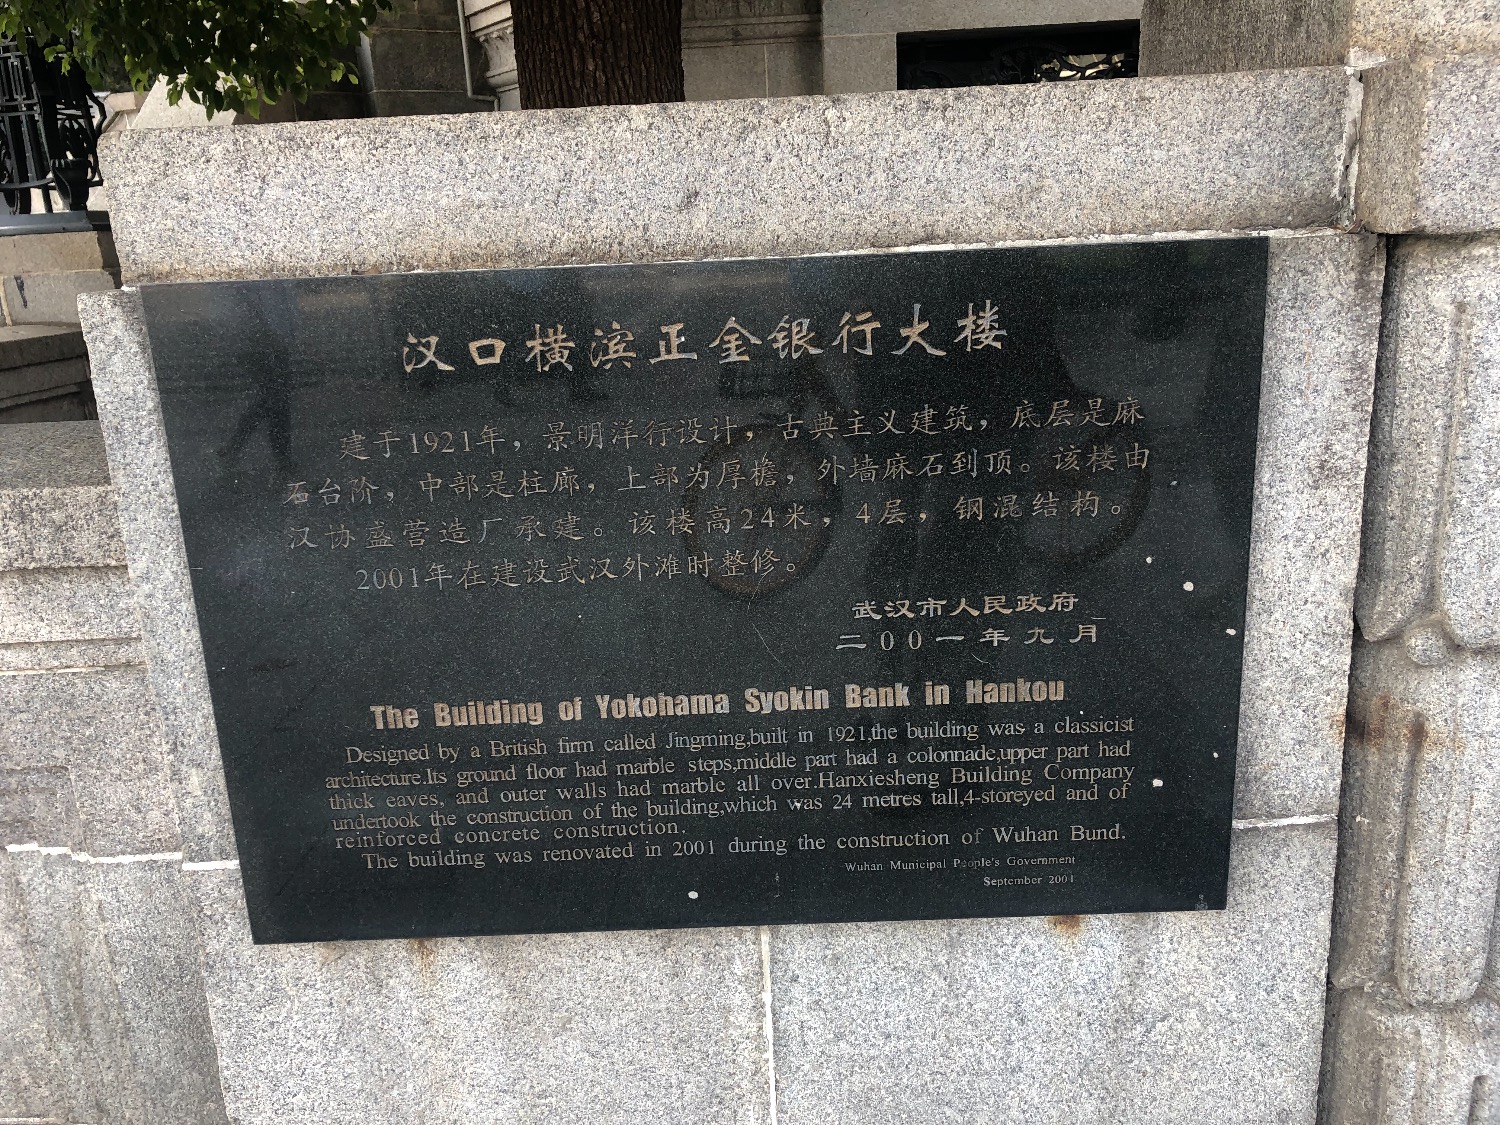 汉口横滨正金银行大楼
建于1921年，景明洋行设计，古典主义建筑，底层是麻
石台阶，中部是柱廊，上部为厚檐，外墙麻石到顶。该楼由
汉协盛营造厂承建。该楼高24米，4层，钢混结构。
2001年在建设武汉外滩时整修。
武汉市人民政府
二00一年九月
The Building of Yokohama Syokin Bank in Hankou
Designed by a British firm called Jingming,built in 1921,the building was a classicist
architecture.Its ground floor had marble steps,middle part had a colonnade,upper part had
thick eaves, and outer walls had marble all over.Hanxiesheng Building Company
undertook the construction of the building,which was 24 metres tall,4-storeyed and of
reinforced concrete construction.
The building was renovated in 2001 during the construction of Wuhan Bund.
Wuhan Municipal People's Government
September 2001